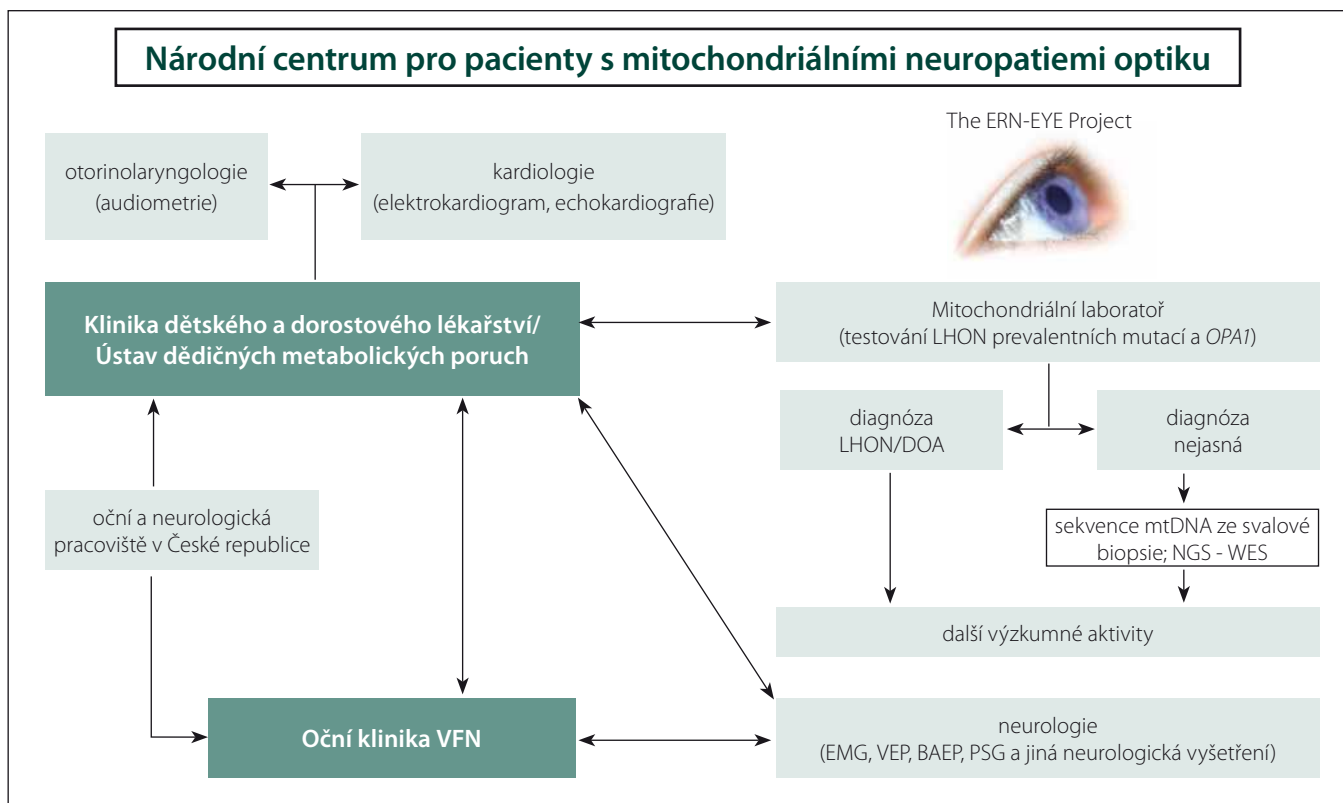 Národní centrum pro pacienty s mitochondriálními neuropatiemi optiku
The ERN-EYE Project
otorinolaryngologie
(audiometrie)
kardiologie
(elektrokardiogram, echokardiografie)
Klinika dětského a dorostového lékařství/
Ústav dědičných metabolických poruch
Mitochondriální laboratoř
(testování LHON prevalentních mutací a OPA1)
diagnóza
LHON/DOA
diagnóza
nejasná
oční a neurologická
pracoviště v České republice
sekvence mtDNA ze svalové
biopsie; NGS - WES
další výzkumné aktivity
Oční klinika VFN
neurologie
(EMG, VEP, BAEP, PSG a jiná neurologická vyšetření)